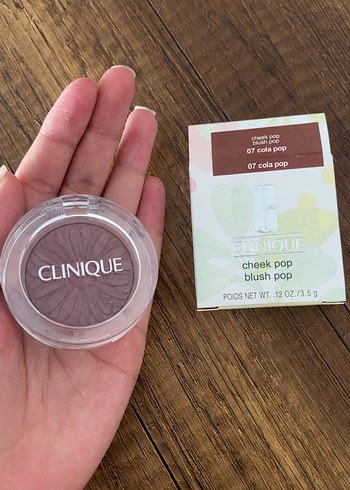 CLINIQUE
cheek pop
blush pop
07 cola pop
07 cola pop
CLINIQUE
cheek pop
blush pop
POIDS NET WT. .12 OZ./3.5 g